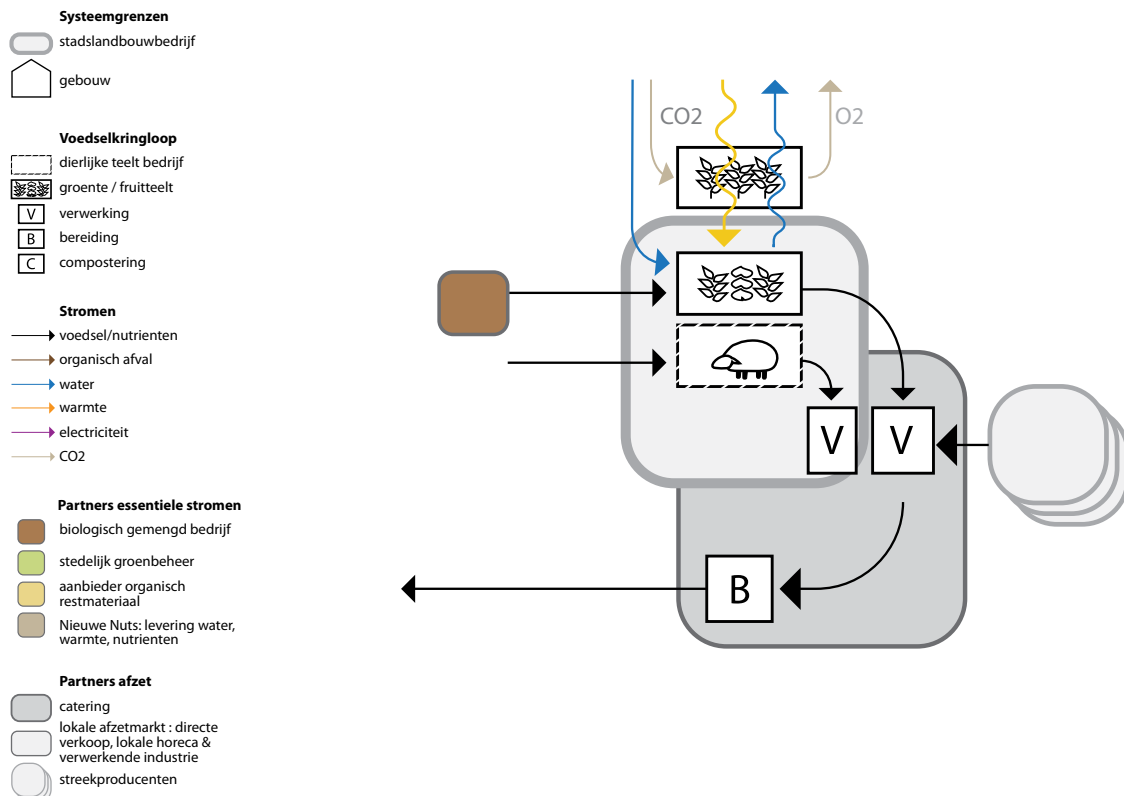 Systeemgrenzen
stadslandbouwbedrijf
gebouw
Voedselkringloop
dierlijke teelt bedrijf
groente / fruitteelt
V verwerking
B bereiding
C compostering
Stromen
voedsel/nutrienten
organisch afval
water
warmte
electriciteit
CO2
Partners essentiele stromen
biologisch gemengd bedrijf
stedelijk groenbeheer
aanbieder organisch
restmateriaal
Nieuwe Nuts: levering water,
warmte, nutrienten
Partners afzet
catering
lokale afzetmarkt : directe
verkoop, lokale horeca &
verwerkende industrie
streekproducenten
CO2
O2
V
V
B